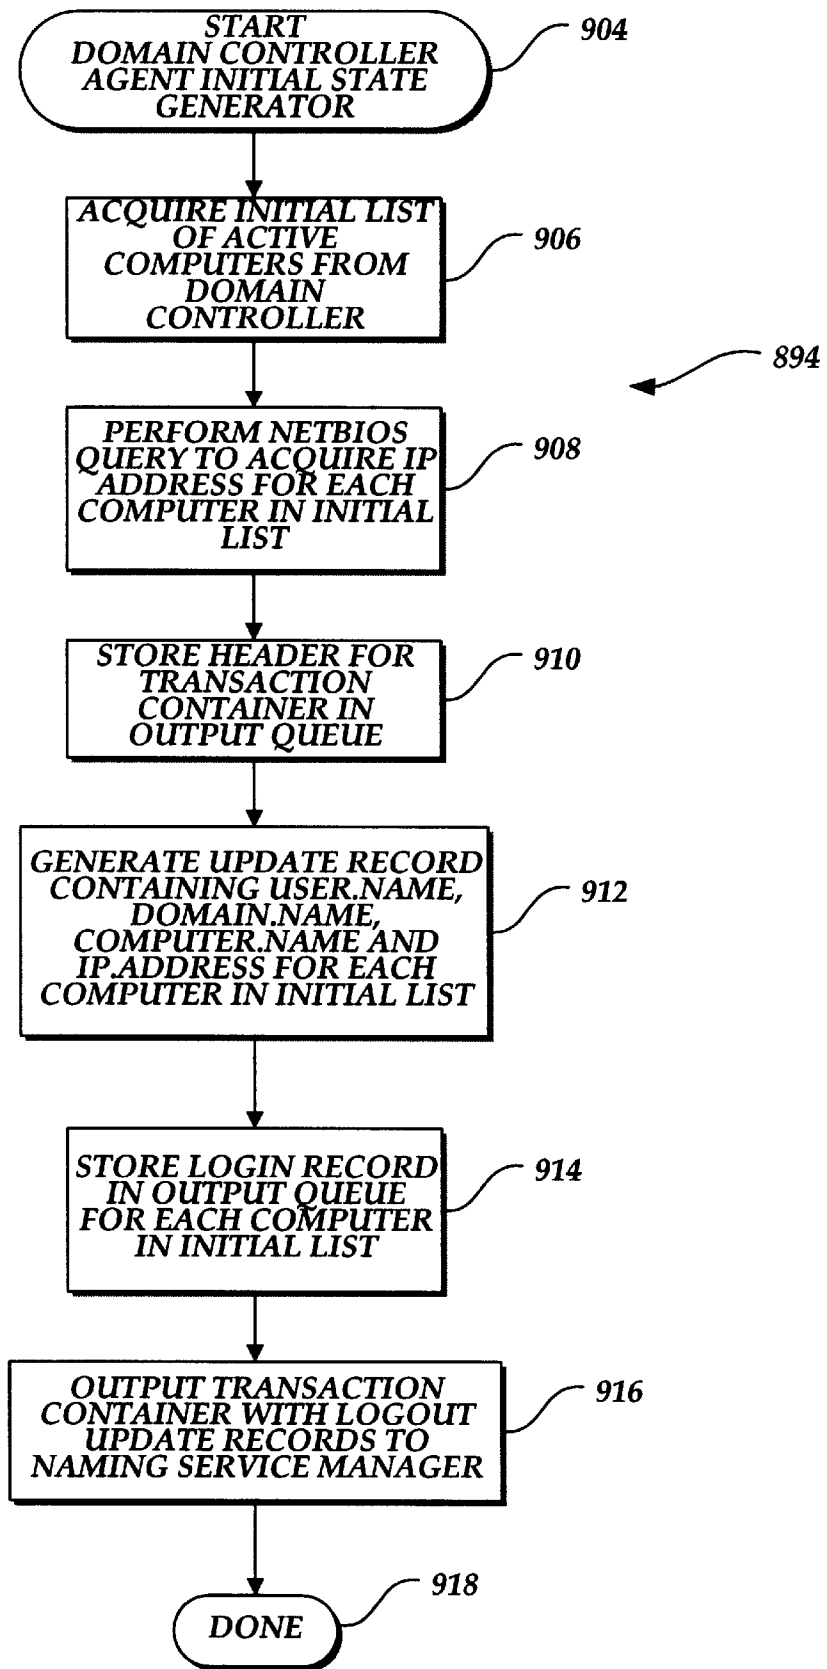 START
DOMAIN CONTROLLER
AGENT INITIAL STATE
GENERATOR
904
ACQUIRE INITIAL LIST
OF ACTIVE
COMPUTERS FROM
DOMAIN
CONTROLLER
906
894
PERFORM NETBIOS
QUERY TO ACQUIRE IP
ADDRESS FOR EACH
COMPUTER IN INITIAL
LIST
908
STORE HEADER FOR
TRANSACTION
CONTAINER IN
OUTPUT QUEUE
910
GENERATE UPDATE RECORD
CONTAINING USER.NAME,
DOMAIN.NAME,
COMPUTER.NAME AND
IP.ADDRESS FOR EACH
COMPUTER IN INITIAL LIST
912
STORE LOGIN RECORD
IN OUTPUT QUEUE
FOR EACH COMPUTER
IN INITIAL LIST
914
OUTPUT TRANSACTION
CONTAINER WITH LOGOUT
UPDATE RECORDS TO
NAMING SERVICE MANAGER
916
DONE
918